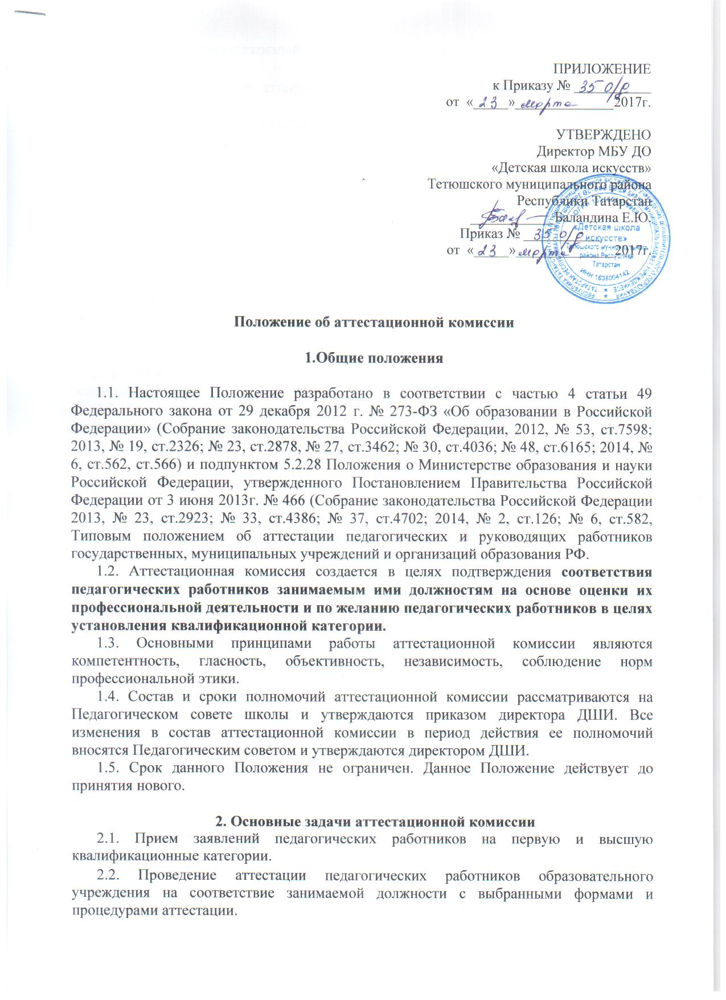 ПРИЛОЖЕНИЕ
к Приказу № 35 о/д
от «23» марта 2017г.
УТВЕРЖДЕНО
Директор МБУ ДО
«Детская школа искусств»
Тетюшского муниципального района
Республики Татарстан
Баландина Е.Ю.
Приказ № 35 о/д
от «23» марта 2017г.
«Детская школа
искусств»
Тетюшского муниципального
района Республики
Татарстан
ИНН 1638004142
Положение об аттестационной комиссии
1.Общие положения
1.1. Настоящее Положение разработано в соответствии с частью 4 статьи 49
Федерального закона от 29 декабря 2012 г. № 273-ФЗ «Об образовании в Российской
Федерации» (Собрание законодательства Российской Федерации, 2012, № 53, ст.7598;
2013, № 19, ст.2326; № 23, ст.2878, № 27, ст.3462; № 30, ст.4036; № 48, ст.6165; 2014, №
6, ст.562, ст.566) и подпунктом 5.2.28 Положения о Министерстве образования и науки
Российской Федерации, утвержденного Постановлением Правительства Российской
Федерации от 3 июня 2013г. № 466 (Собрание законодательства Российской Федерации
2013, № 23, ст.2923; № 33, ст.4386; № 37, ст.4702; 2014, № 2, ст.126; № 6, ст.582,
Типовым положением об аттестации педагогических и руководящих работников
государственных, муниципальных учреждений и организаций образования РФ.
1.2. Аттестационная комиссия создается в целях подтверждения соответствия
педагогических работников занимаемым ими должностям на основе оценки их
профессиональной деятельности и по желанию педагогических работников в целях
установления квалификационной категории.
1.3. Основными принципами работы аттестационной комиссии являются
компетентность, гласность, объективность, независимость, соблюдение норм
профессиональной этики.
1.4. Состав и сроки полномочий аттестационной комиссии рассматриваются на
Педагогическом совете школы и утверждаются приказом директора ДШИ. Все
изменения в состав аттестационной комиссии в период действия ее полномочий
вносятся Педагогическим советом и утверждаются директором ДШИ.
1.5. Срок данного Положения не ограничен. Данное Положение действует до
принятия нового.
2. Основные задачи аттестационной комиссии
2.1. Прием заявлений педагогических работников на первую и высшую
квалификационные категории.
2.2. Проведение аттестации педагогических работников образовательного
учреждения на соответствие занимаемой должности с выбранными формами и
процедурами аттестации.